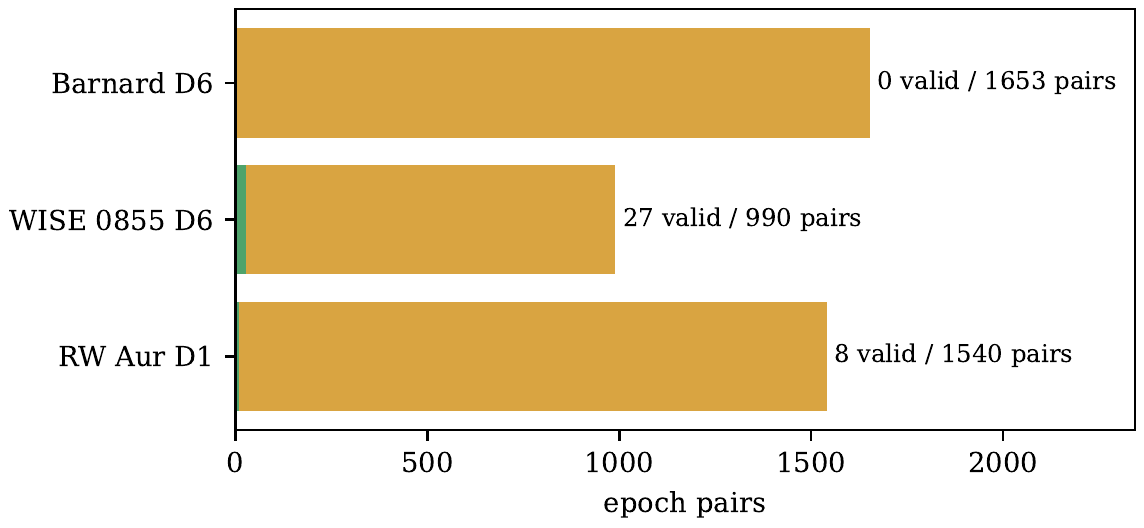 Barnard D6
0 valid / 1653 pairs
WISE 0855 D6
27 valid / 990 pairs
RW Aur D1
8 valid / 1540 pairs
0
500
1000
1500
2000
epoch pairs